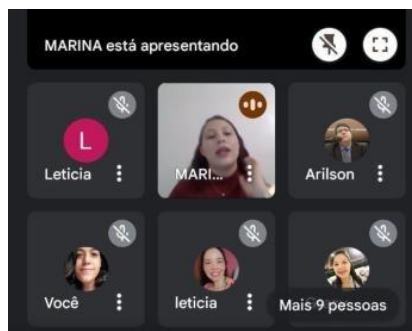 MARINA está apresentando
L
Leticia
MARI...
Arilson
Você
leticia
Mais 9 pessoas